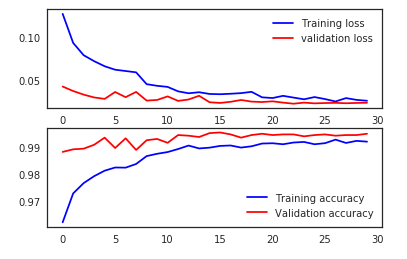 Training loss
validation loss
0.10
0.05
0 5 10 15 20 25 30
Training accuracy
Validation accuracy
0.99
0.98
0.97
0 5 10 15 20 25 30